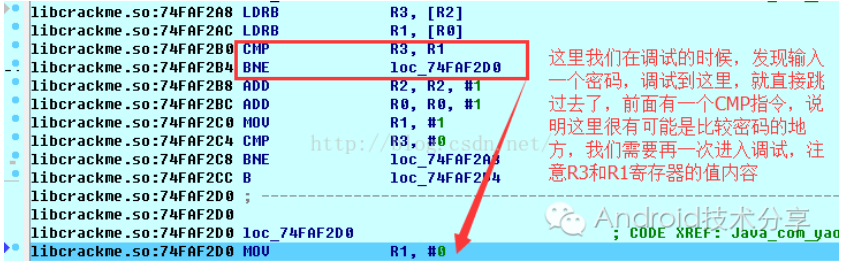 libcrackme.so:74FAF2A8 LDRB R3, [R2]
libcrackme.so:74FAF2AC LDRB R1, [R0]
libcrackme.so:74FAF2B0 CMP R3, R1
libcrackme.so:74FAF2B4 BNE loc_74FAF2D0
libcrackme.so:74FAF2B8 ADD R2, R2, #1
libcrackme.so:74FAF2BC ADD R0, R0, #1
libcrackme.so:74FAF2C0 MOV R1, #1
libcrackme.so:74FAF2C4 CMP R3, #0
libcrackme.so:74FAF2C8 BNE loc_74FAF2A8
libcrackme.so:74FAF2CC B loc_74FAF2D4
libcrackme.so:74FAF2D0 ; ---------------------------------------------------------------------------
libcrackme.so:74FAF2D0
libcrackme.so:74FAF2D0 loc_74FAF2D0 ; CODE XREF: Java_com_yao
libcrackme.so:74FAF2D0 MOV R1, #0
这里我们在调试的时候，发现输入
一个密码，调试到这里，就直接跳
过去了，前面有一个CMP指令，说
明这里很有可能是比较密码的地
方，我们需要再一次进入调试，注
意R3和R1寄存器的值内容
http://blog.csdn.net/
Android技术分享